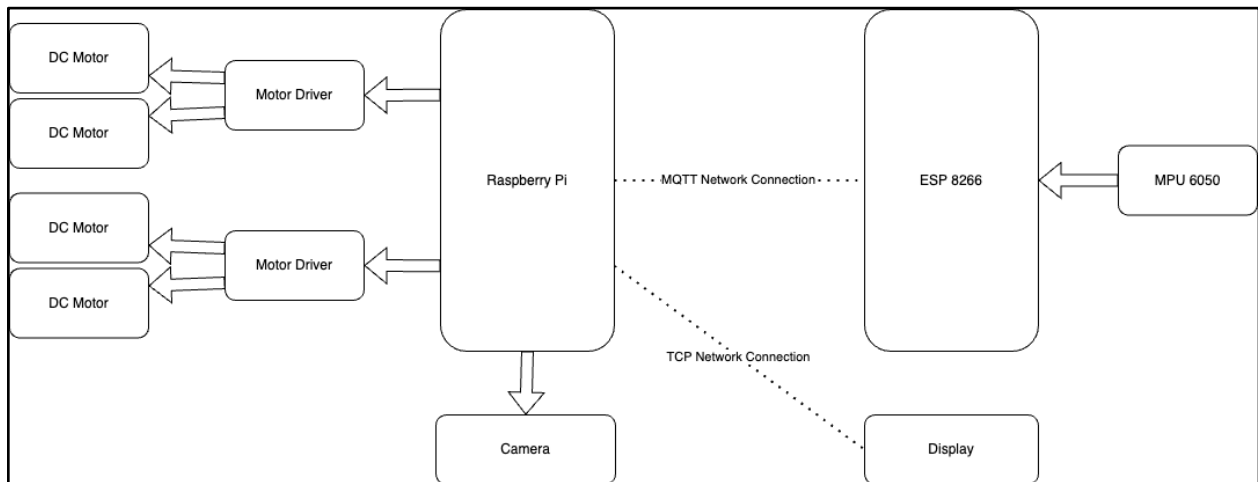 DC Motor
DC Motor
Motor Driver
DC Motor
DC Motor
Motor Driver
Raspberry Pi
MQTT Network Connection
ESP 8266
MPU 6050
TCP Network Connection
Camera
Display